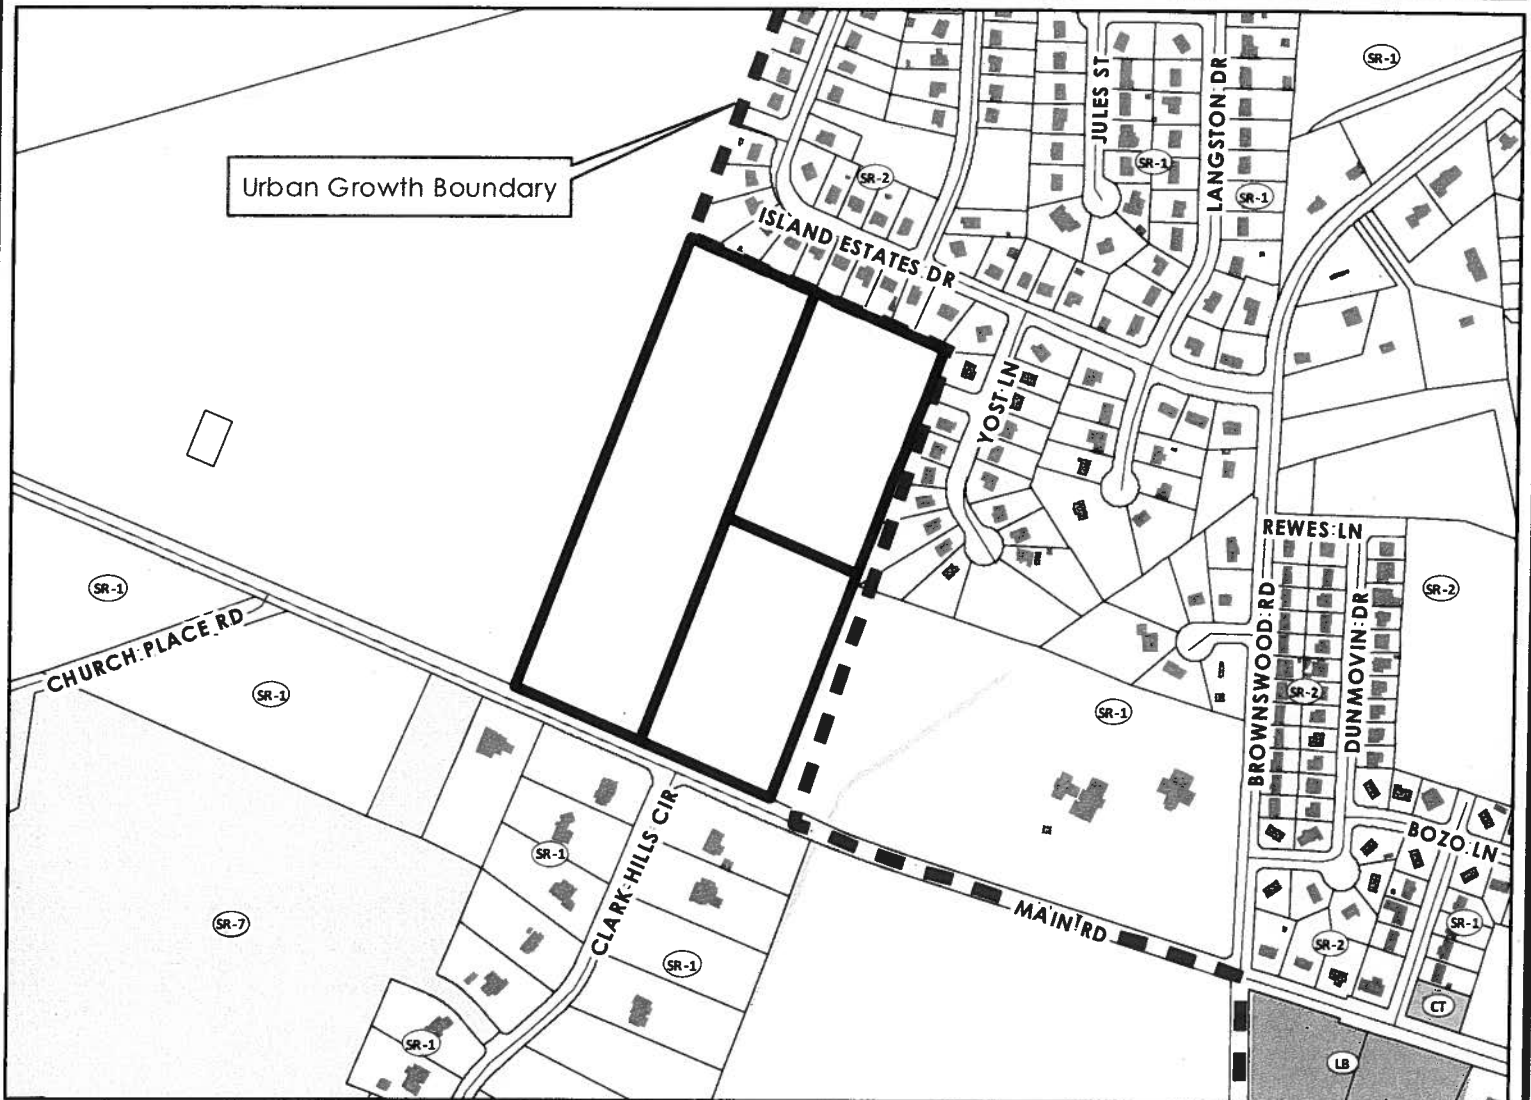 SR-1
JULES ST
LANGSTON DR
SR-1
Urban Growth Boundary
SR-2
SR-1
ISLAND ESTATES DR
YOST LN
REWES LN
SR-1
SR-2
CHURCH PLACE RD
BROWNSWOOD RD
DUNMOVIN DR
SR-1
SR-2
SR-1
CLARK HILLS CIR
BOZO LN
SR-1
SR-7
MAIN RD
SR-1
SR-2
SR-1
CT
SR-1
LB